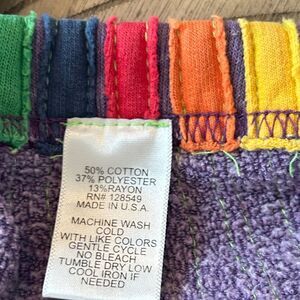 50% COTTON
37% POLYESTER
13%RAYON
RN# 128549
MADE IN U.S.A.
MACHINE WASH
COLD
WITH LIKE COLORS
GENTLE CYCLE
NO BLEACH
TUMBLE DRY LOW
COOL IRON IF
NEEDED